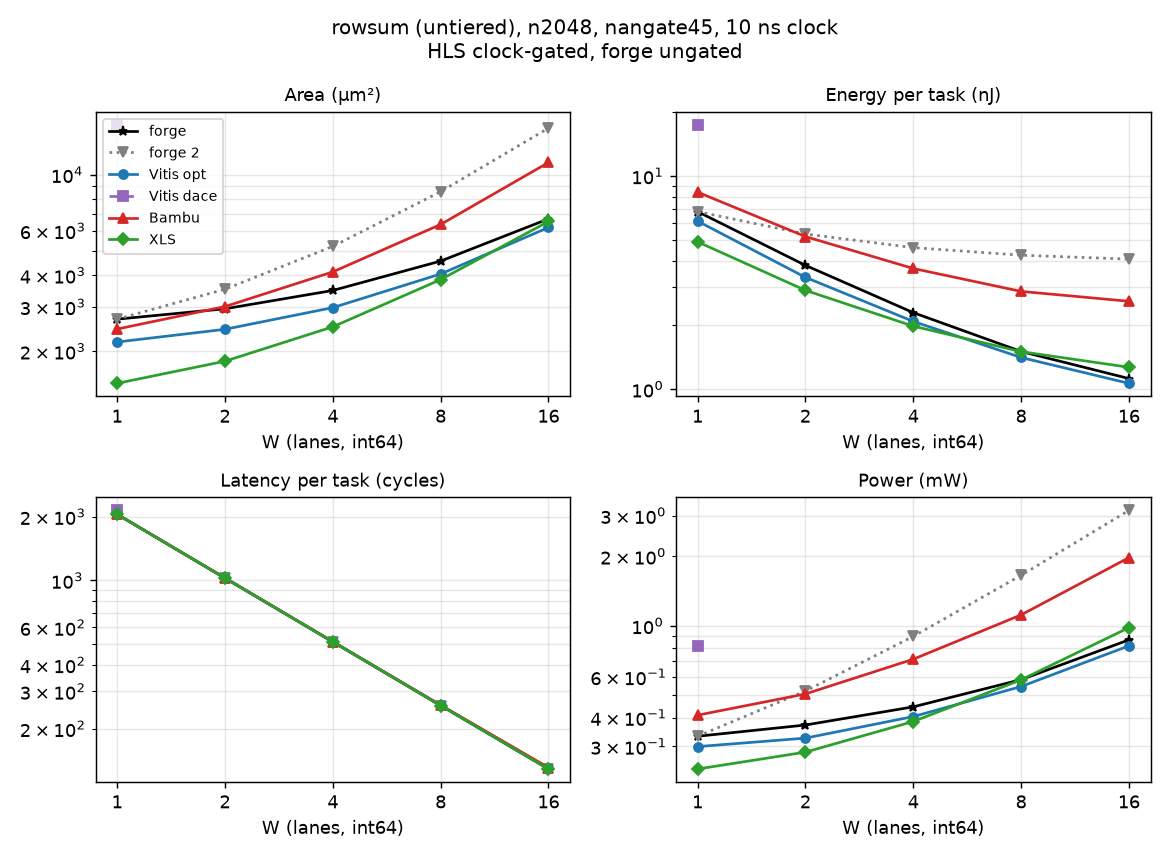 rowsum (untiered), n2048, nangate45, 10 ns clock
HLS clock-gated, forge ungated
Area (μm²)
forge
forge 2
Vitis opt
Vitis dace
Bambu
XLS
10⁴
6 × 10³
4 × 10³
3 × 10³
2 × 10³
1 2 4 8 16
W (lanes, int64)
Energy per task (nJ)
10¹
10⁰
1 2 4 8 16
W (lanes, int64)
Latency per task (cycles)
2 × 10³
10³
6 × 10²
4 × 10²
3 × 10²
2 × 10²
1 2 4 8 16
W (lanes, int64)
Power (mW)
3 × 10⁰
2 × 10⁰
10⁰
6 × 10⁻¹
4 × 10⁻¹
3 × 10⁻¹
1 2 4 8 16
W (lanes, int64)